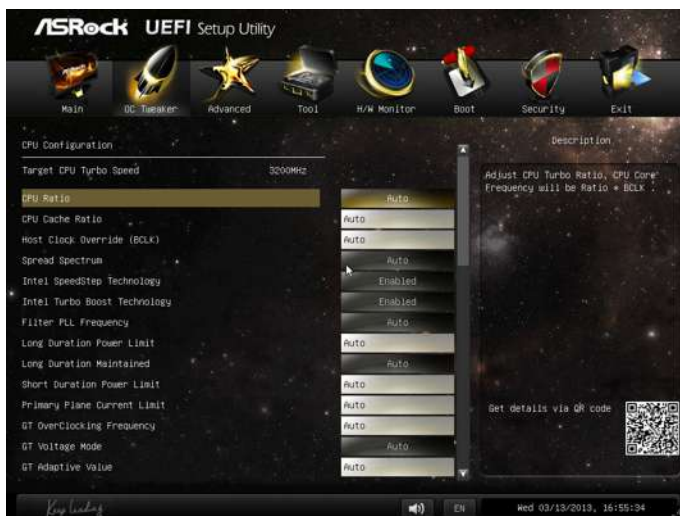 ASRock UEFI Setup Utility
Main OC Tweaker Advanced Tool H/W Monitor Boot Security Exit
CPU Configuration
Target CPU Turbo Speed 3200MHz
CPU Ratio Auto
CPU Cache Ratio Auto
Host Clock Override (BCLK) Auto
Spread Spectrum Auto
Intel SpeedStep Technology Enabled
Intel Turbo Boost Technology Enabled
Filter PLL Frequency Auto
Long Duration Power Limit Auto
Long Duration Maintained Auto
Short Duration Power Limit Auto
Primary Plane Current Limit Auto
GT OverClocking Frequency Auto
GT Voltage Mode Auto
GT Adaptive Value Auto
Description
Adjust CPU Turbo Ratio, CPU Core
Frequency will be Ratio * BCLK .
Get details via QR code
Keep Leading
EN
Wed 03/13/2013, 16:55:34